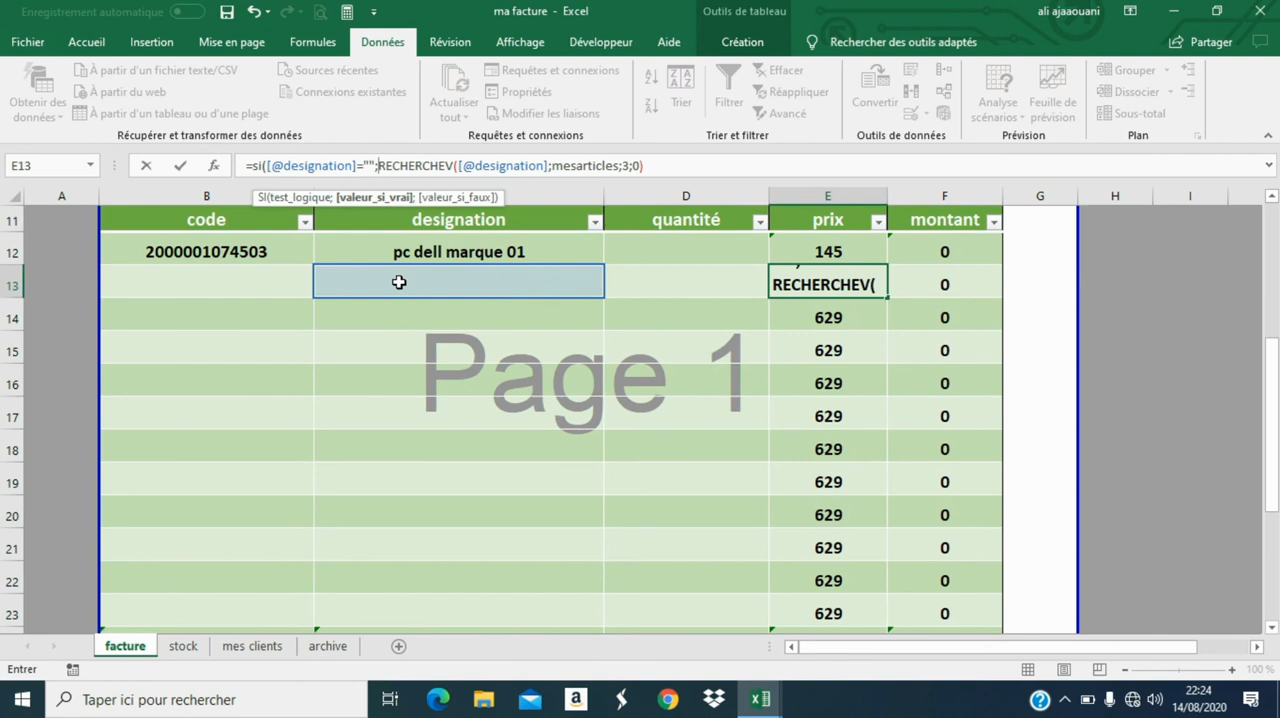 Enregistrement automatique
ma facture - Excel
Outils de tableau
ali ajaaouani
Fichier Accueil Insertion Mise en page Formules Données Révision Affichage Développeur Aide Création Rechercher des outils adaptés Partager
À partir d'un fichier texte/CSV Sources récentes
À partir du web Connexions existantes
À partir d'un tableau ou d'une plage
Obtenir des données
Récupérer et transformer des données
Actualiser tout
Requêtes et connexions
Propriétés
Modifier les liaisons
Requêtes et connexions
Trier
Filtrer
Effacer
Réappliquer
Avancé
Trier et filtrer
Convertir
Outils de données
Analyse scénarios
Feuille de prévision
Prévision
Grouper
Dissocier
Sous-total
Plan
E13
fx
=si([@designation]="";RECHERCHEV([@designation];mesarticles;3;0)
SI(test_logique; [valeur_si_vrai]; [valeur_si_faux])
A B D E F G H I
11 code designation quantité prix montant
12 2000001074503 pc dell marque 01 145 0
13 RECHERCHEV( 0
14 629 0
15 629 0
16 629 0
17 629 0
18 629 0
19 629 0
20 629 0
21 629 0
22 629 0
23 629 0
Page 1
facture stock mes clients archive
Entrer
100 %
Taper ici pour rechercher
22:24
14/08/2020